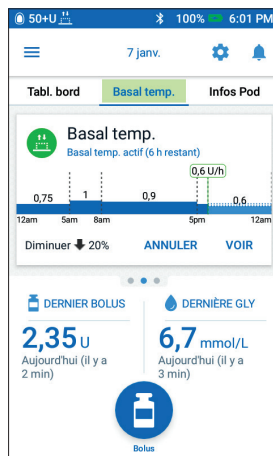 50+U 100% 6:01 PM
7 janv.
Tabl. bord Basal temp. Infos Pod
Basal temp.
Basal temp. actif (6 h restant)
0,6 U/h
0,75 1 0,9 0,6
12am 5am 8am 5pm 12am
Diminuer 20% ANNULER VOIR
DERNIER BOLUS DERNIÈRE GLY
2,35 U 6,7 mmol/L
Aujourd'hui (il y a Aujourd'hui (il y a
2 min) 3 min)
Bolus